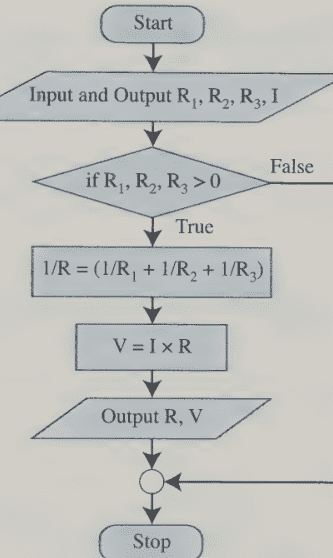 Start
Input and Output R₁, R₂, R₃, I
if R₁, R₂, R₃ > 0
False
True
1/R = (1/R₁ + 1/R₂ + 1/R₃)
V = I × R
Output R, V
Stop